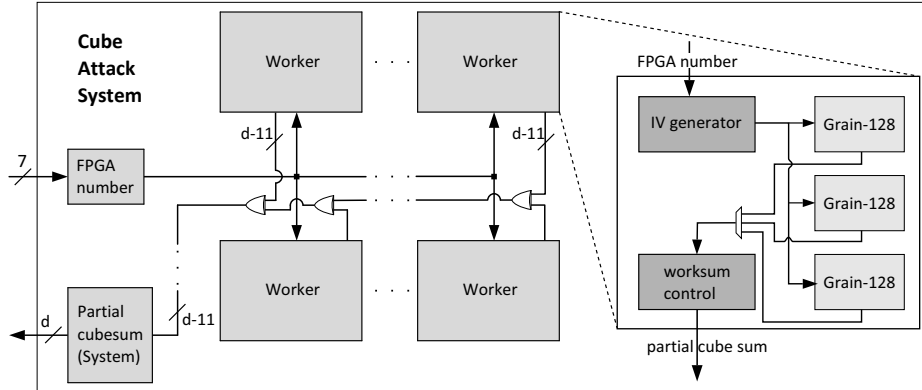 Cube
Attack
System
Worker
. . .
Worker
d-11
d-11
7
FPGA
number
. . .
. . .
Worker
. . .
Worker
d-11
d
Partial
cubesum
(System)
FPGA number
IV generator
Grain-128
Grain-128
Grain-128
worksum
control
partial cube sum